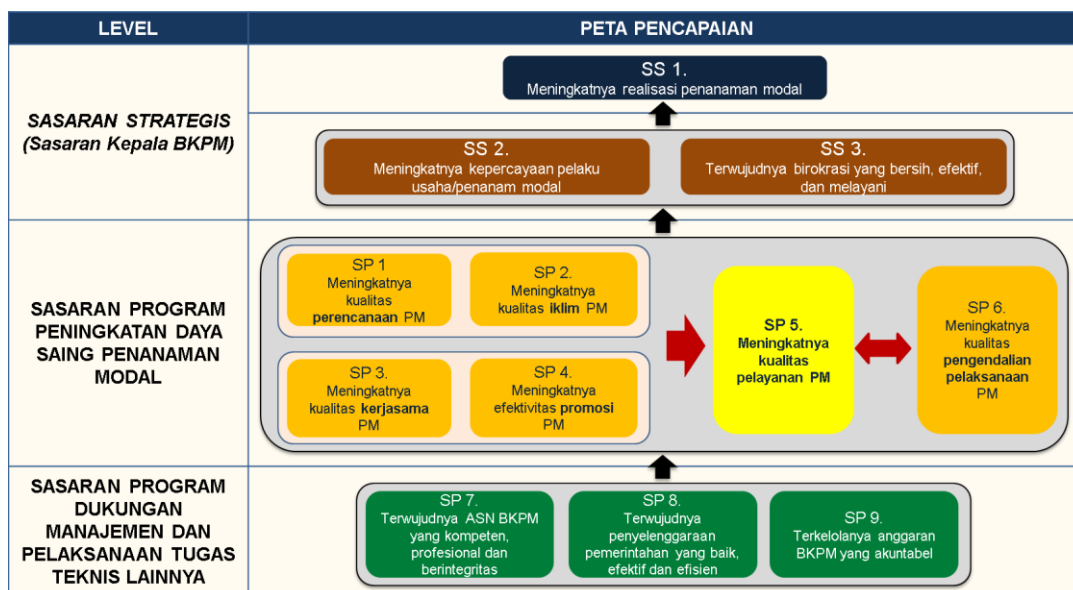 LEVEL
PETA PENCAPAIAN
SASARAN STRATEGIS
(Sasaran Kepala BKPM)
SS 1.
Meningkatnya realisasi penanaman modal
SS 2.
Meningkatnya kepercayaan pelaku
usaha/penanam modal
SS 3.
Terwujudnya birokrasi yang bersih, efektif,
dan melayani
SASARAN PROGRAM
PENINGKATAN DAYA
SAING PENANAMAN
MODAL
SP 1
Meningkatnya
kualitas
perencanaan PM
SP 2.
Meningkatnya
kualitas iklim PM
SP 3.
Meningkatnya
kualitas kerjasama
PM
SP 4.
Meningkatnya
efektivitas promosi
PM
SP 5.
Meningkatnya
kualitas
pelayanan PM
SP 6.
Meningkatnya
kualitas
pengendalian
pelaksanaan
PM
SASARAN PROGRAM
DUKUNGAN
MANAJEMEN DAN
PELAKSANAAN TUGAS
TEKNIS LAINNYA
SP 7.
Terwujudnya ASN BKPM
yang kompeten,
profesional dan
berintegritas
SP 8.
Terwujudnya
penyelenggaraan
pemerintahan yang baik,
efektif dan efisien
SP 9.
Terkelolanya anggaran
BKPM yang akuntabel